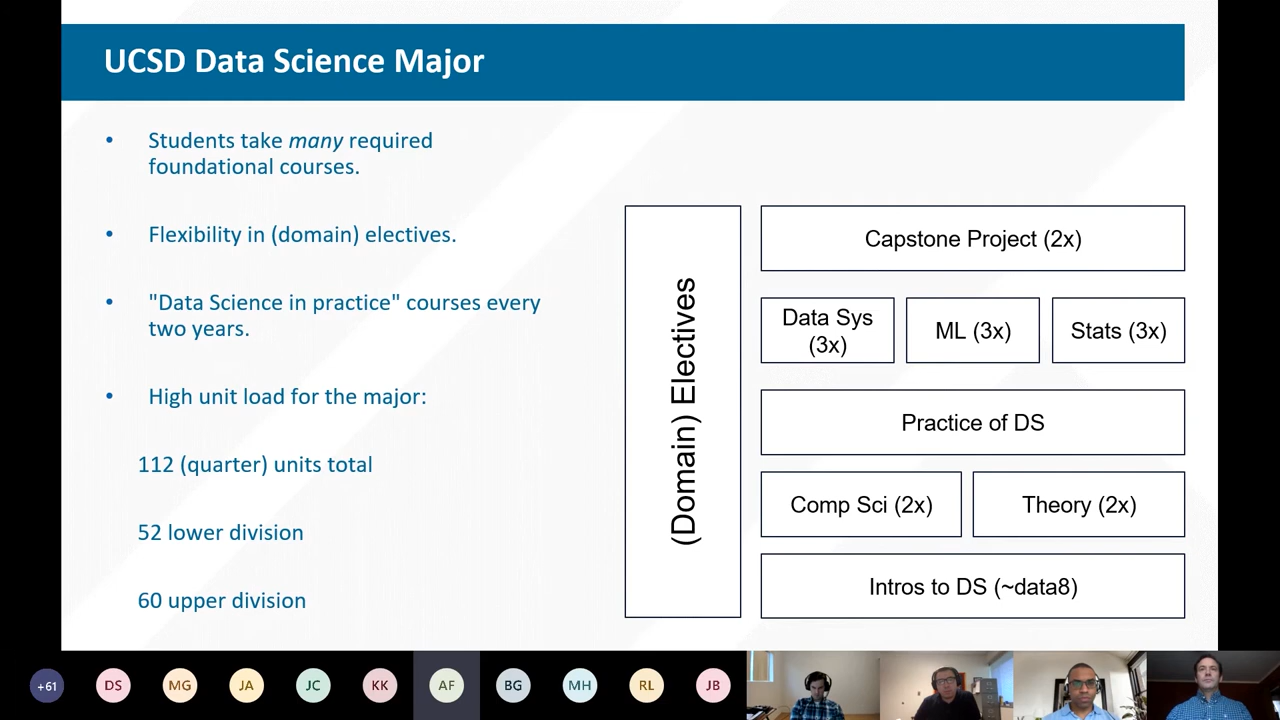 UCSD Data Science Major
• Students take many required
foundational courses.
• Flexibility in (domain) electives.
• "Data Science in practice" courses every
two years.
• High unit load for the major:
112 (quarter) units total
52 lower division
60 upper division
(Domain) Electives
Capstone Project (2x)
Data Sys
(3x)
ML (3x)
Stats (3x)
Practice of DS
Comp Sci (2x)
Theory (2x)
Intros to DS (~data8)
+61
DS
MG
JA
JC
KK
AF
BG
MH
RL
JB